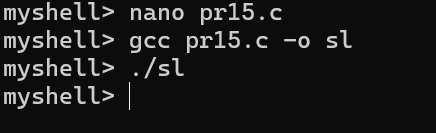 myshell> nano pr15.c
myshell> gcc pr15.c -o sl
myshell> ./sl
myshell>